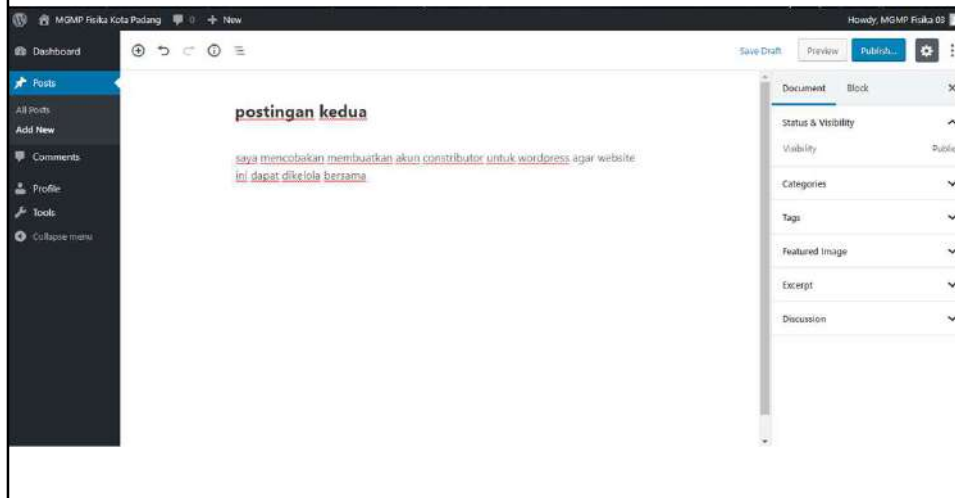 MGMP Fisika Kota Padang 0 + New Howdy, MGMP Fisika 03
Dashboard
Save Draft Preview Publish...
Posts
All Posts
Add New
Comments
Profile
Tools
Collapse menu
postingan kedua
saya mencobakan membuatkan akun constributor untuk wordpress agar website
ini dapat dikelola bersama
Document Block
Status & Visibility
Visibility Public
Categories
Tags
Featured Image
Excerpt
Discussion